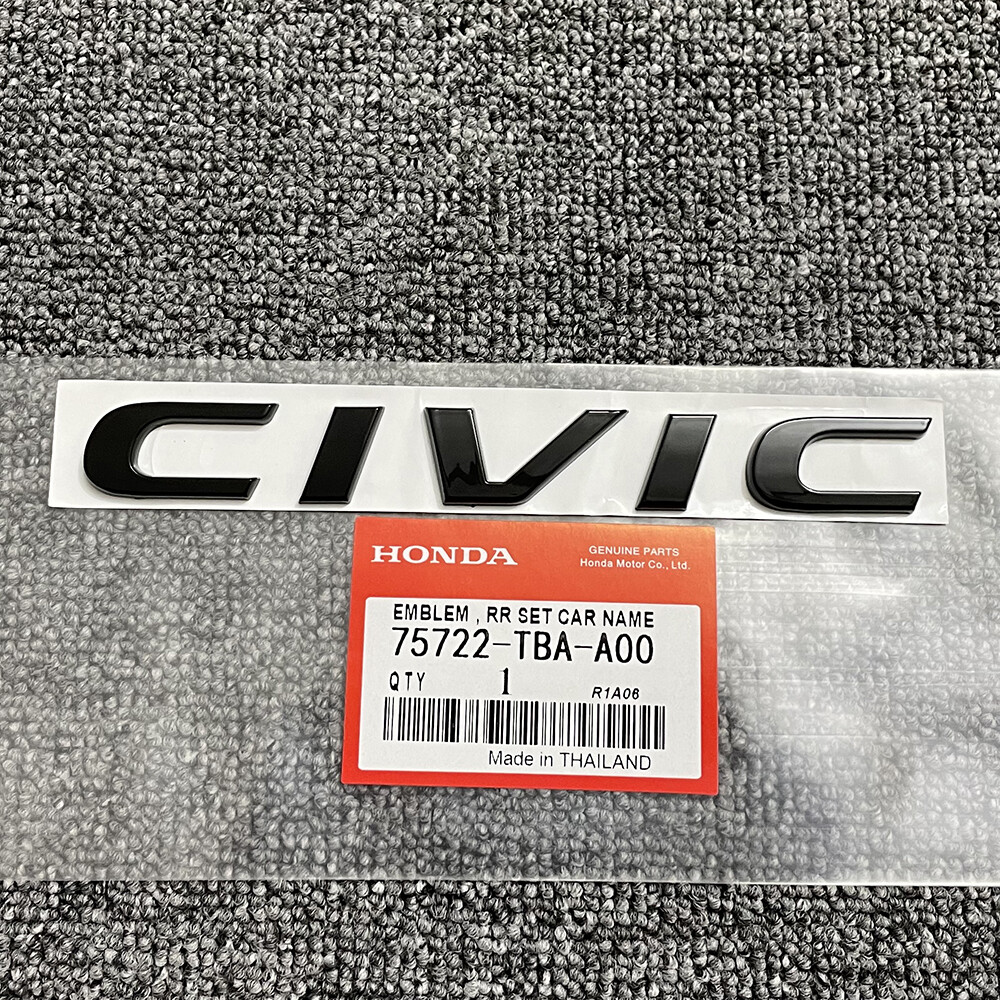 CIVIC
HONDA
GENUINE PARTS
Honda Motor Co., Ltd.
EMBLEM , RR SET CAR NAME
75722-TBA-A00
QTY 1 R1A06
Made in THAILAND